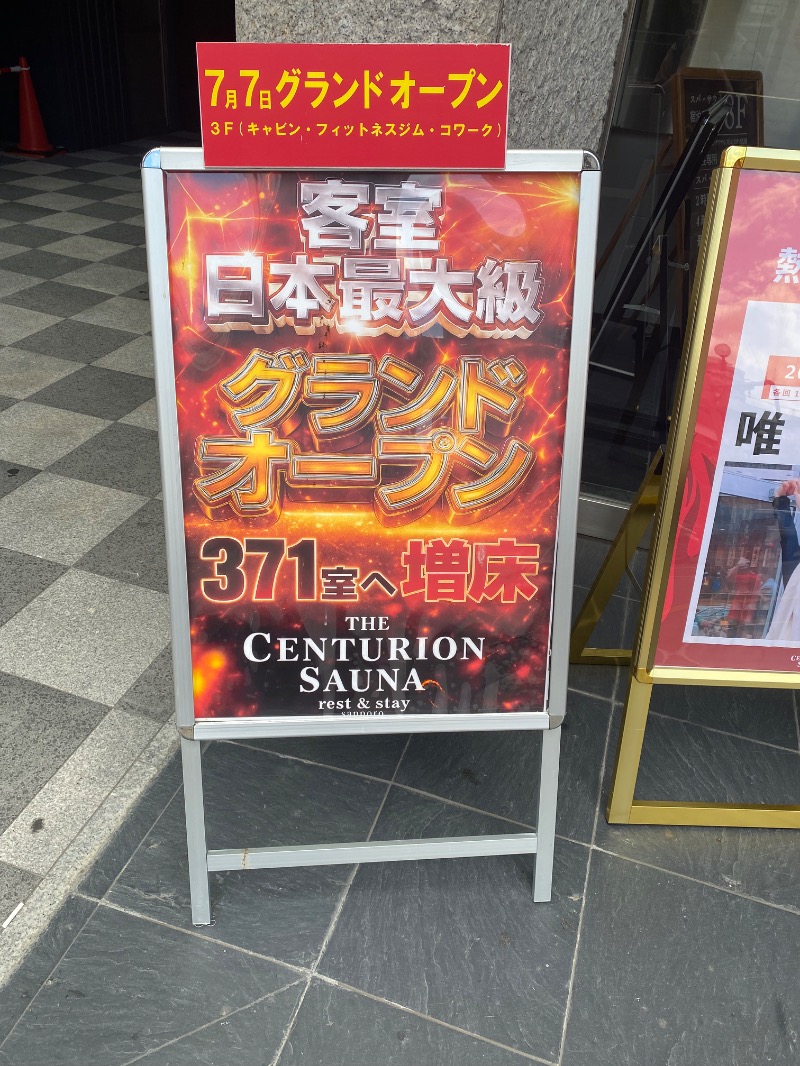 7月7日グランドオープン
3F(キャビン・フィットネスジム・コワーク)
客室
日本最大級
グランド
オープン
371室へ増床
THE
CENTURION
SAUNA
rest & stay
sapporo
熱
唯